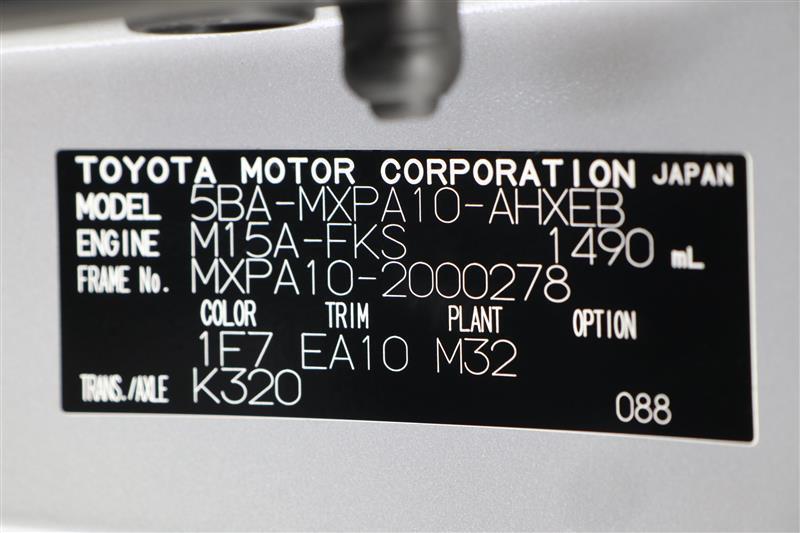 TOYOTA MOTOR CORPORATION JAPAN
MODEL 5BA-MXPA10-AHXEB
ENGINE M15A-FKS 1490 mL
FRAME No. MXPA10-2000278
COLOR TRIM PLANT OPTION
1F7 EA10 M32
TRANS./AXLE K320
088